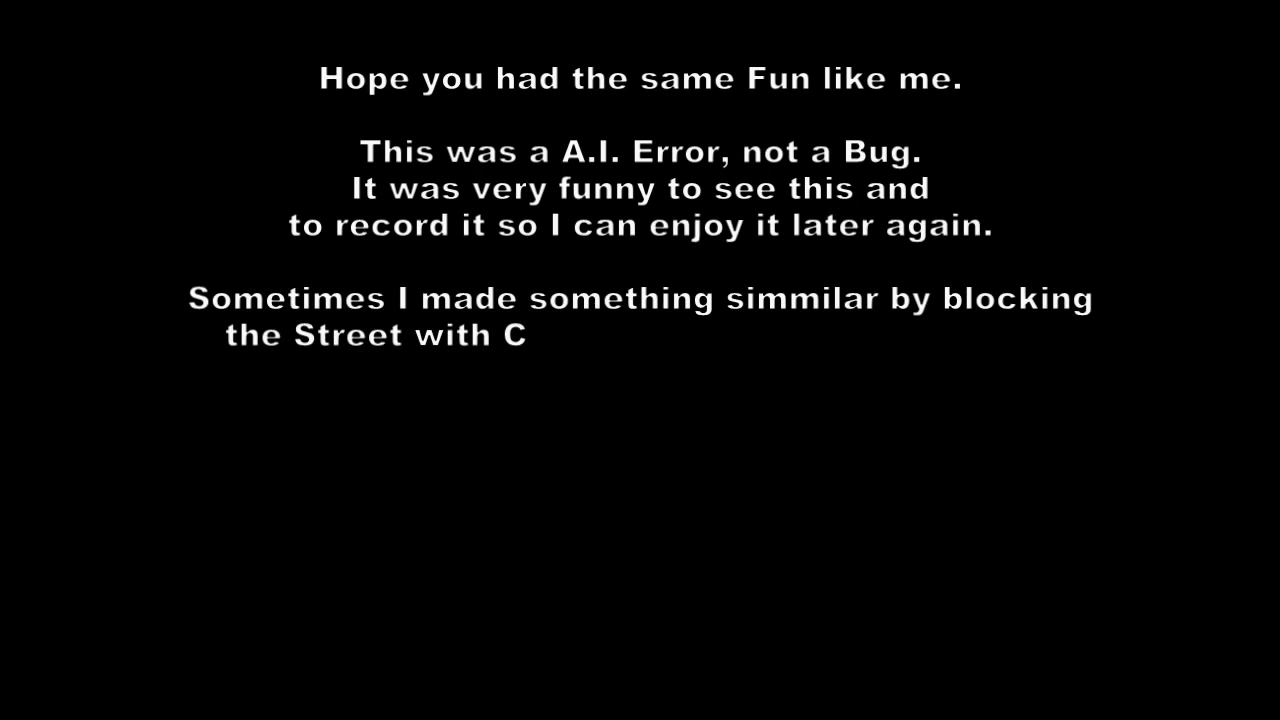 Hope you had the same Fun like me.
This was a A.I. Error, not a Bug.
It was very funny to see this and
to record it so I can enjoy it later again.
Sometimes I made something simmilar by blocking
the Street with C